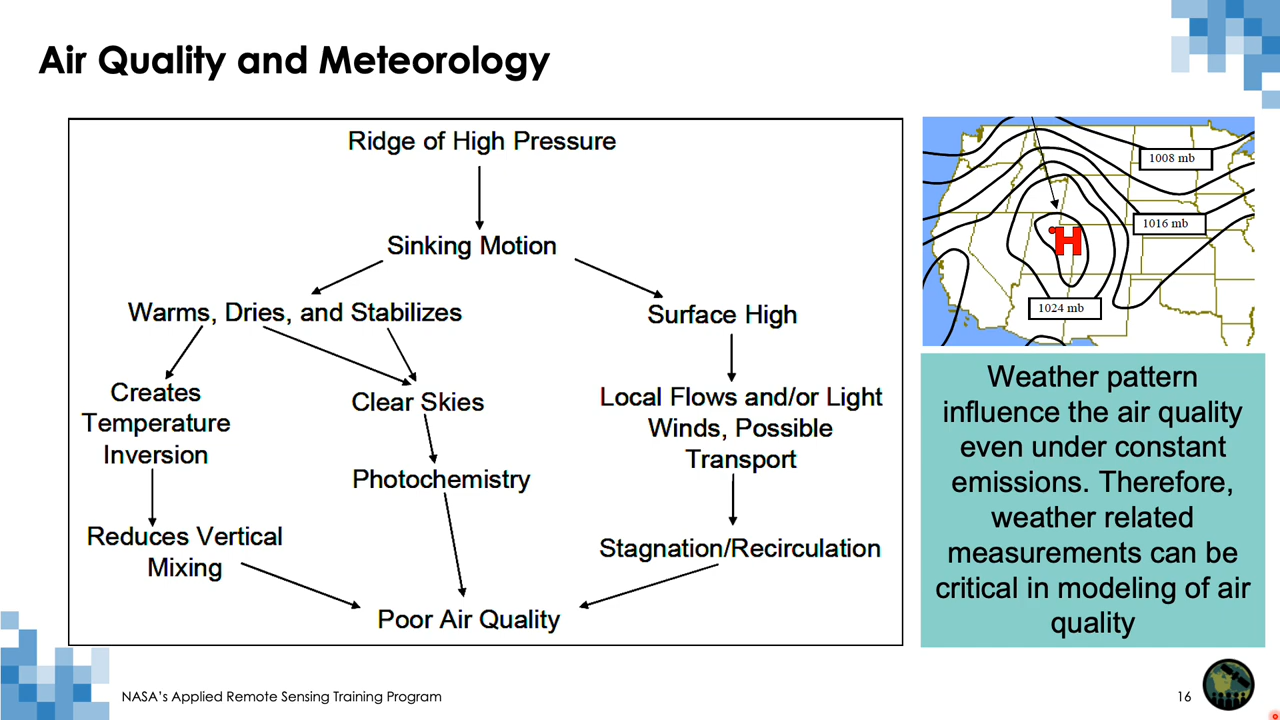 Air Quality and Meteorology
Ridge of High Pressure
Sinking Motion
Warms, Dries, and Stabilizes
Surface High
Creates
Temperature
Inversion
Clear Skies
Local Flows and/or Light
Winds, Possible
Transport
Photochemistry
Reduces Vertical
Mixing
Stagnation/Recirculation
Poor Air Quality
1008 mb
1016 mb
H
1024 mb
Weather pattern
influence the air quality
even under constant
emissions. Therefore,
weather related
measurements can be
critical in modeling of air
quality
NASA's Applied Remote Sensing Training Program
16